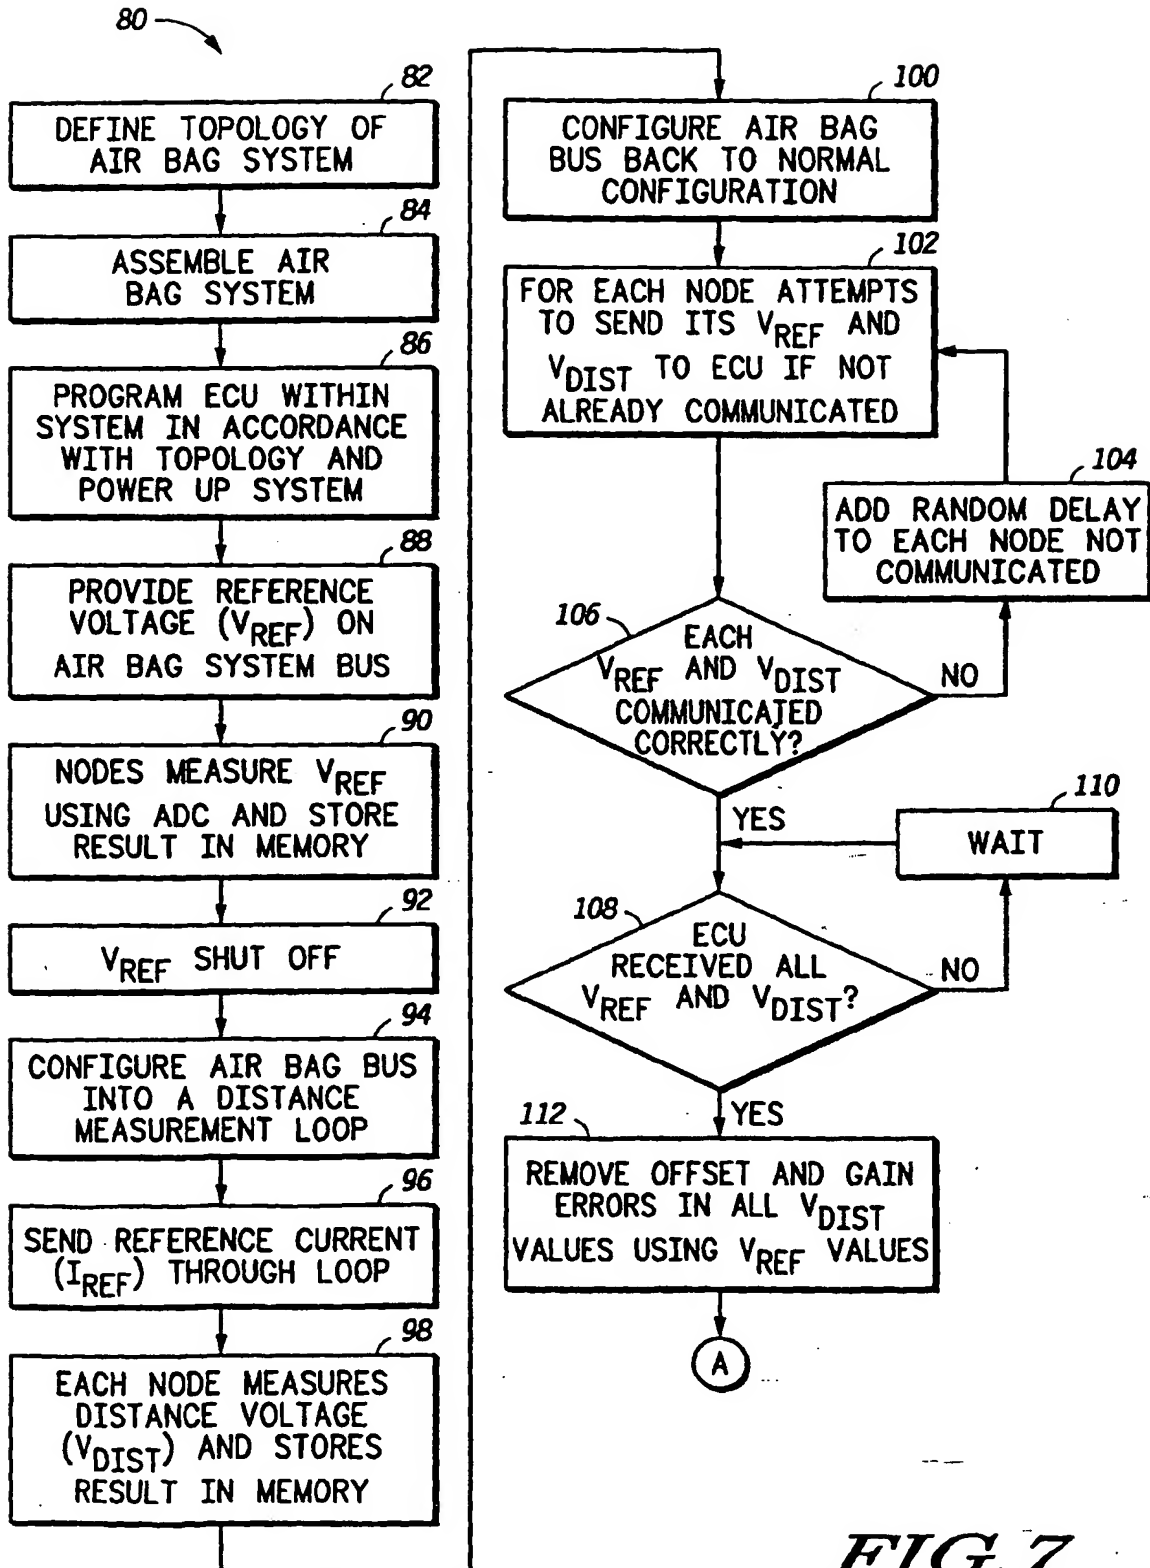 80
82
DEFINE TOPOLOGY OF
AIR BAG SYSTEM
84
ASSEMBLE AIR
BAG SYSTEM
86
PROGRAM ECU WITHIN
SYSTEM IN ACCORDANCE
WITH TOPOLOGY AND
POWER UP SYSTEM
88
PROVIDE REFERENCE
VOLTAGE (VREF) ON
AIR BAG SYSTEM BUS
90
NODES MEASURE VREF
USING ADC AND STORE
RESULT IN MEMORY
92
VREF SHUT OFF
94
CONFIGURE AIR BAG BUS
INTO A DISTANCE
MEASUREMENT LOOP
96
SEND REFERENCE CURRENT
(IREF) THROUGH LOOP
98
EACH NODE MEASURES
DISTANCE VOLTAGE
(VDIST) AND STORES
RESULT IN MEMORY
100
CONFIGURE AIR BAG
BUS BACK TO NORMAL
CONFIGURATION
102
FOR EACH NODE ATTEMPTS
TO SEND ITS VREF AND
VDIST TO ECU IF NOT
ALREADY COMMUNICATED
104
ADD RANDOM DELAY
TO EACH NODE NOT
COMMUNICATED
106
EACH
VREF AND VDIST
COMMUNICATED
CORRECTLY?
NO
YES
110
WAIT
108
ECU
RECEIVED ALL
VREF AND VDIST?
NO
YES
112
REMOVE OFFSET AND GAIN
ERRORS IN ALL VDIST
VALUES USING VREF VALUES
A
FIG.7